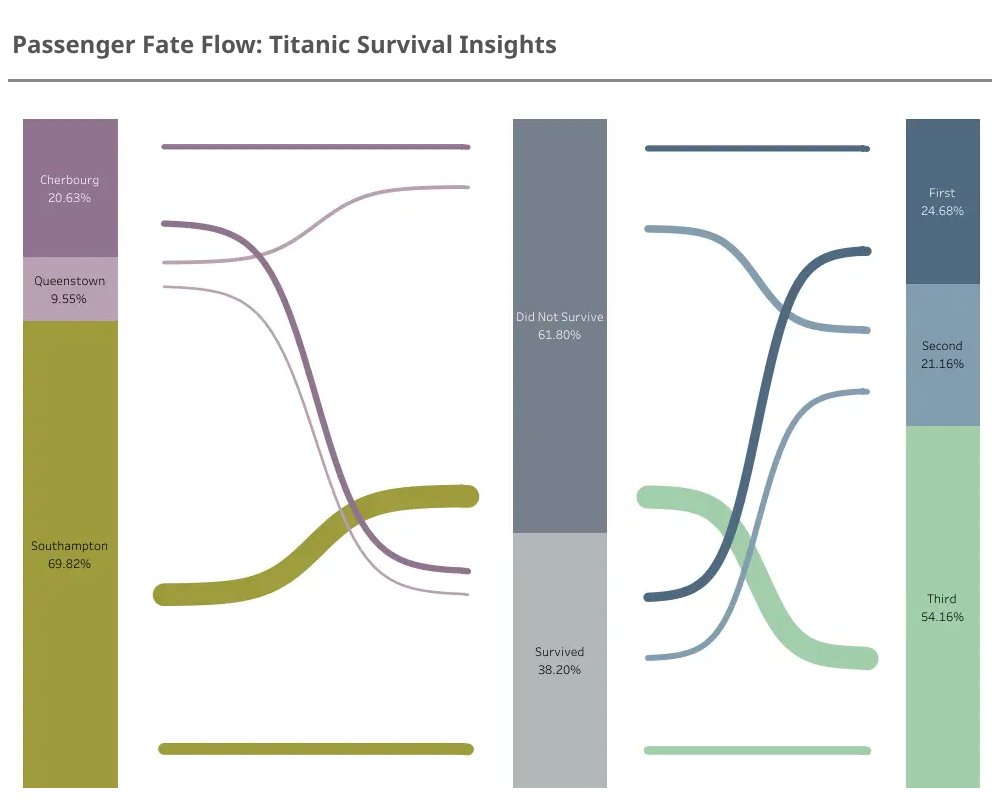 Passenger Fate Flow: Titanic Survival Insights
Cherbourg
20.63%
Queenstown
9.55%
Southampton
69.82%
Did Not Survive
61.80%
Survived
38.20%
First
24.68%
Second
21.16%
Third
54.16%